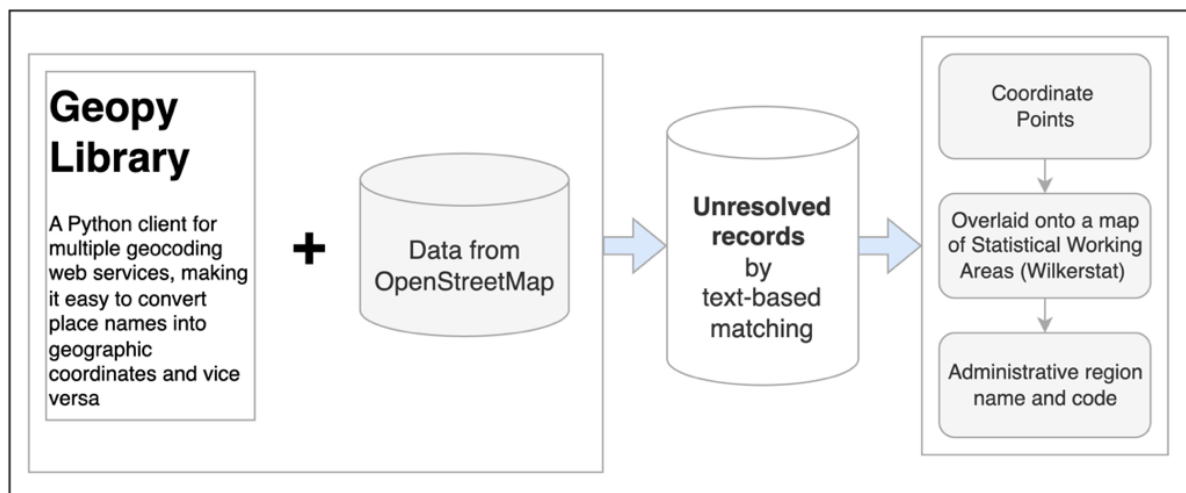 Geopy
Library
A Python client for
multiple geocoding
web services, making
it easy to convert
place names into
geographic
coordinates and vice
versa
+
Data from
OpenStreetMap
Unresolved
records
by
text-based
matching
Coordinate
Points
Overlaid onto a map
of Statistical Working
Areas (Wilkerstat)
Administrative region
name and code